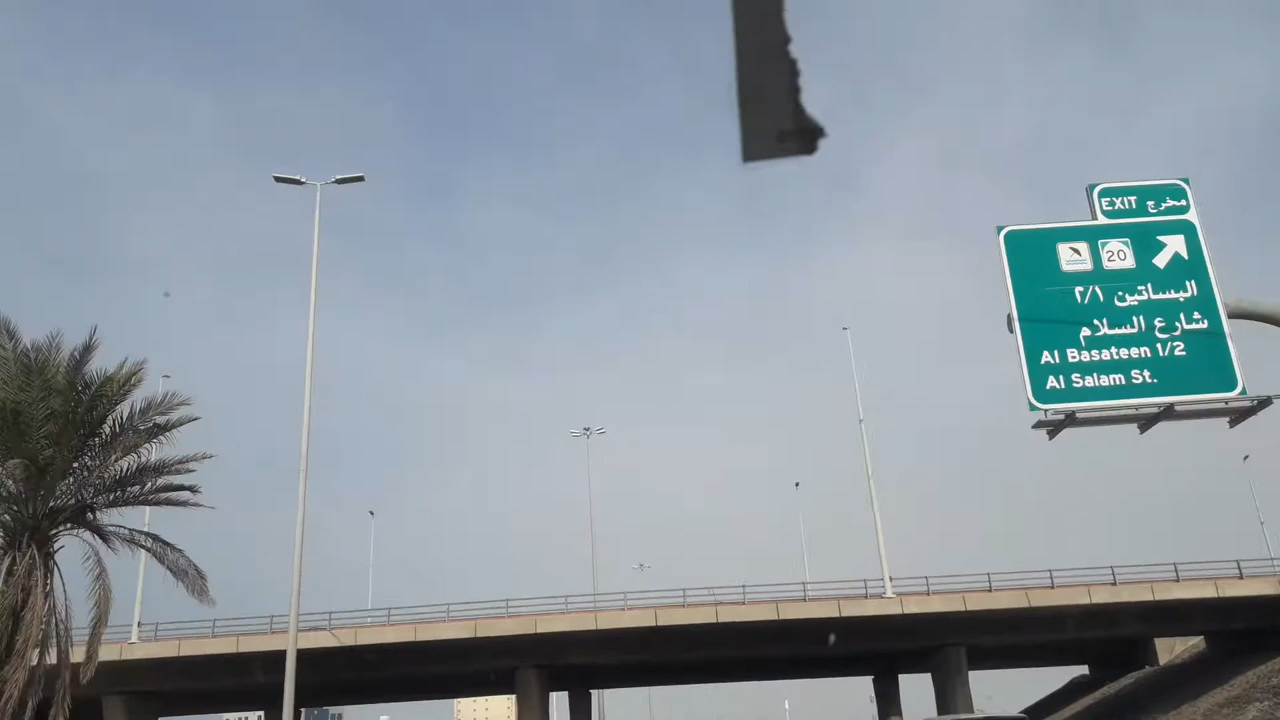 EXIT مخرج
20
البساتين ٢/١
شارع السلام
Al Basateen 1/2
Al Salam St.